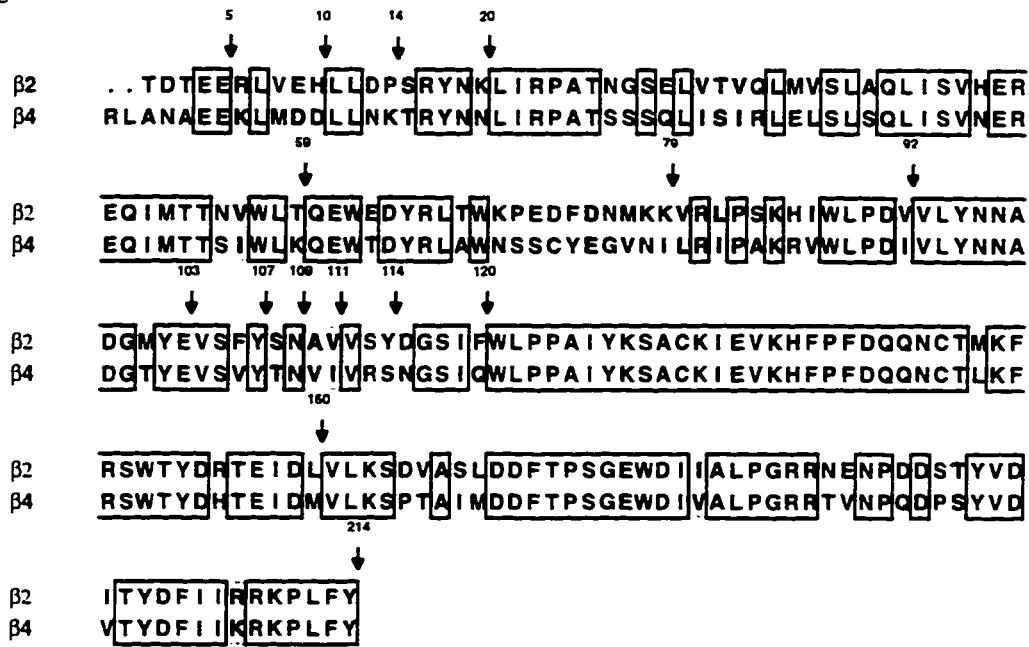 5 10 14 20
β2 ..TDTEERLVEHLLDPSRYNKLIRPATNGSELVTVQLMVSLAQLISVHER
β4 RLANAEEKLMDDLLNKTRYNNLIRPATSSSQLISIRLELSLSQLISVNER
59 79 92
β2 EQIMTTNVWLTQEWEDYRLTWKPEDFDNMKKVRLPSKHIWLPDVVLYNNA
β4 EQIMTTSIWLKQEWTDYRLAWNSSCYEGVNILRIPAKRVWLPDIVLYNNA
103 107 109 111 114 120
β2 DGMYEVSFYSNAVVSYDGSIFWLPPAIYKSACKIEVKHFPFDQQNCTMKF
β4 DGTYEVSVYTNVIVRSNGSIQWLPPAIYKSACKIEVKHFPFDQQNCTLKF
150
β2 RSWTYDRTEIDLVLKSDVASLDDFTPSGEWDIIALPGRRNENPDDSTYVD
β4 RSWTYDHTEIDMVLKSPTAIMDDFTPSGEWDIVALPGRRTVNPQDPSYVD
214
β2 ITYDFIIRRKPLFY
β4 VTYDFIIKRKPLFY